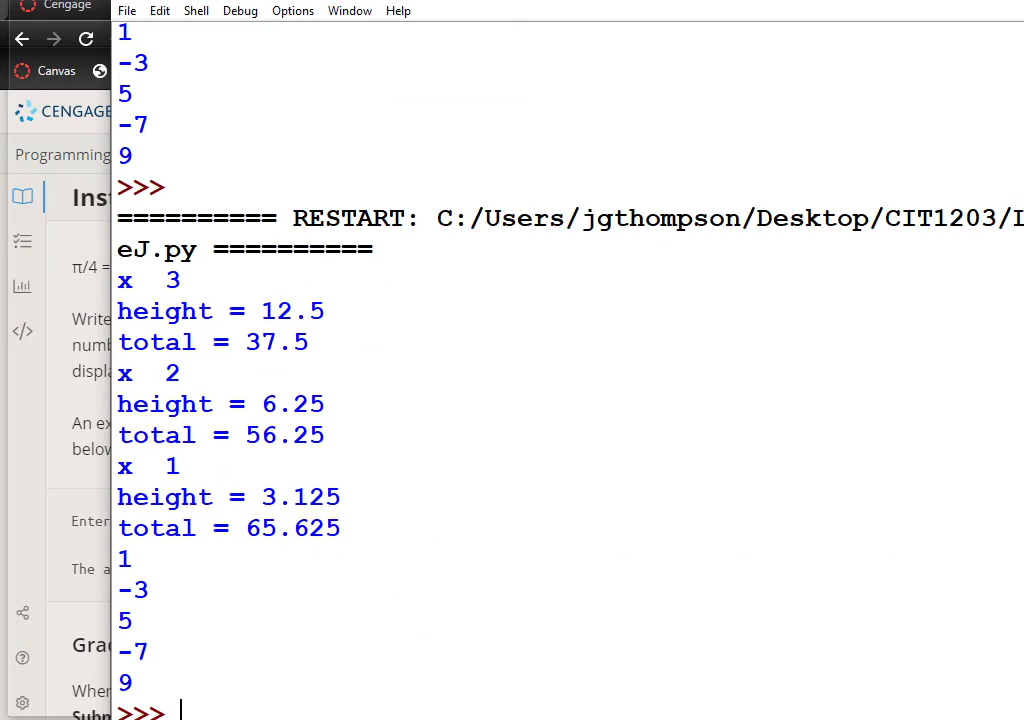 Cengage
File Edit Shell Debug Options Window Help
Canvas
CENGAGE
Programming
Inst
π/4 =
Write
numb
displa
An ex
below
Enter
The a
Grad
When
Subm
1
-3
5
-7
9
>>>
========== RESTART: C:/Users/jgthompson/Desktop/CIT1203/I
eJ.py ==========
x  3
height = 12.5
total = 37.5
x  2
height = 6.25
total = 56.25
x  1
height = 3.125
total = 65.625
1
-3
5
-7
9
>>>